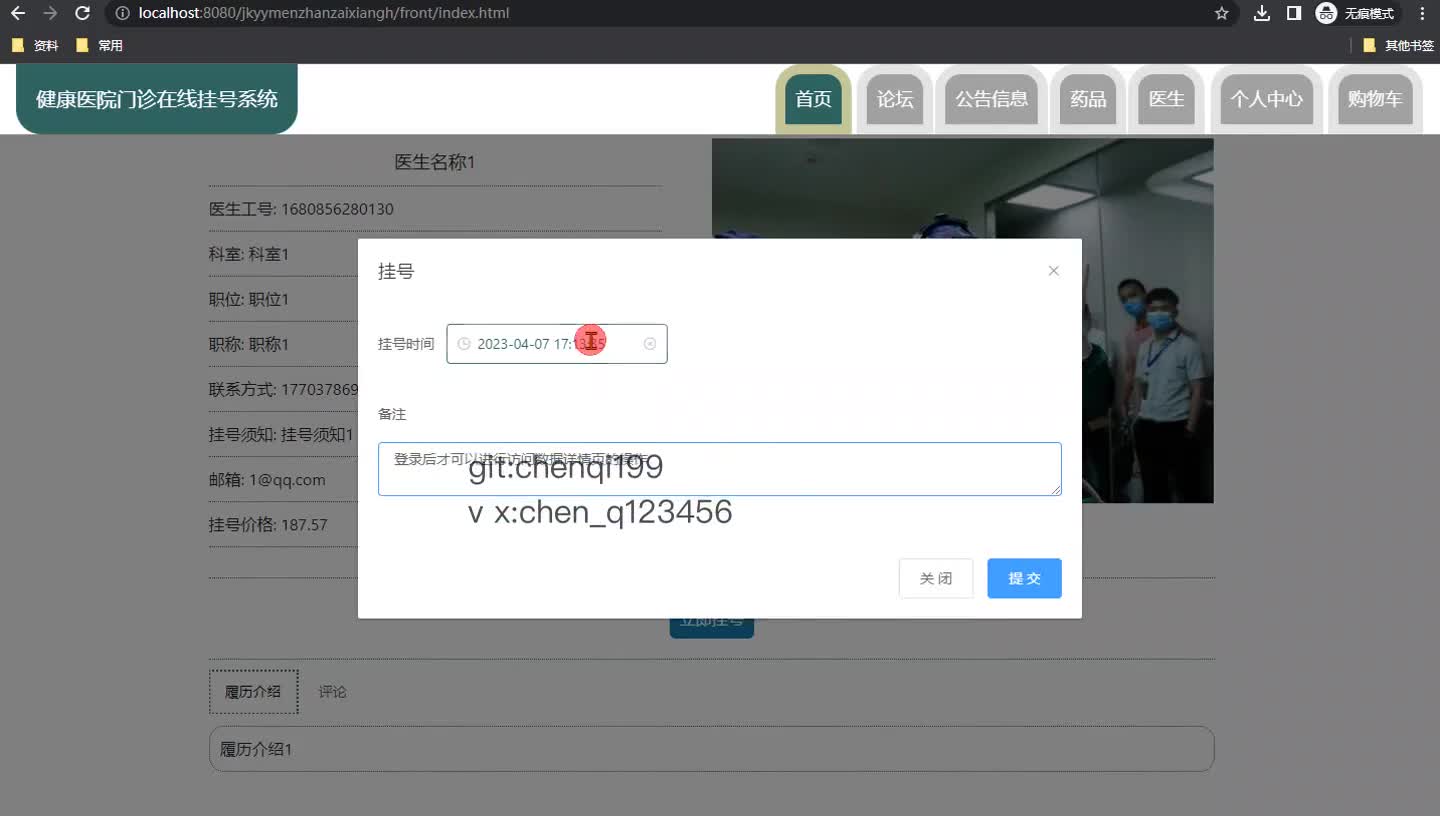 localhost:8080/jkyymenzhanzaixiangh/front/index.html
无痕模式
资料
常用
其他书签
健康医院门诊在线挂号系统
首页
论坛
公告信息
药品
医生
个人中心
购物车
医生名称1
医生工号: 1680856280130
科室: 科室1
职位: 职位1
职称: 职称1
联系方式: 177037869
挂号须知: 挂号须知1
邮箱: 1@qq.com
挂号价格: 187.57
挂号
挂号时间
2023-04-07 17:13:35
备注
登录后才可以进行访问数据详情页的操作
git:chenqi199
v x:chen_q123456
关闭
提交
立即挂号
履历介绍
评论
履历介绍1